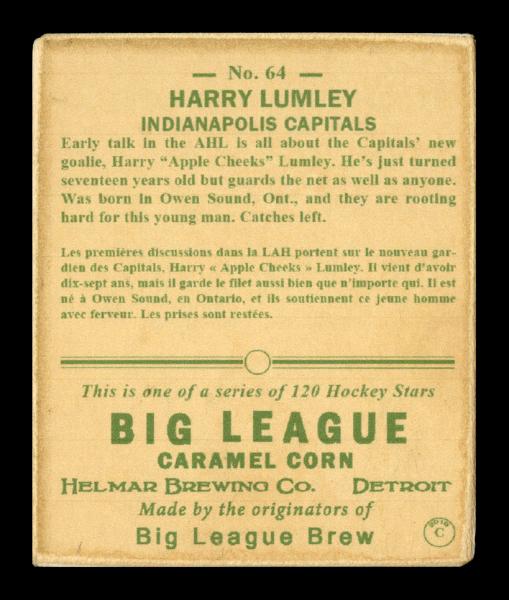 — No. 64 —
HARRY LUMLEY
INDIANAPOLIS CAPITALS
Early talk in the AHL is all about the Capitals' new
goalie, Harry "Apple Cheeks" Lumley. He's just turned
seventeen years old but guards the net as well as anyone.
Was born in Owen Sound, Ont., and they are rooting
hard for this young man. Catches left.
Les premières discussions dans la LAH portent sur le nouveau gar-
dien des Capitals, Harry « Apple Cheeks » Lumley. Il vient d'avoir
dix-sept ans, mais il garde le filet aussi bien que n'importe qui. Il est
né à Owen Sound, en Ontario, et ils soutiennent ce jeune homme
avec ferveur. Les prises sont restées.
This is one of a series of 120 Hockey Stars
BIG LEAGUE
CARAMEL CORN
HELMAR BREWING CO. DETROIT
Made by the originators of
Big League Brew
C